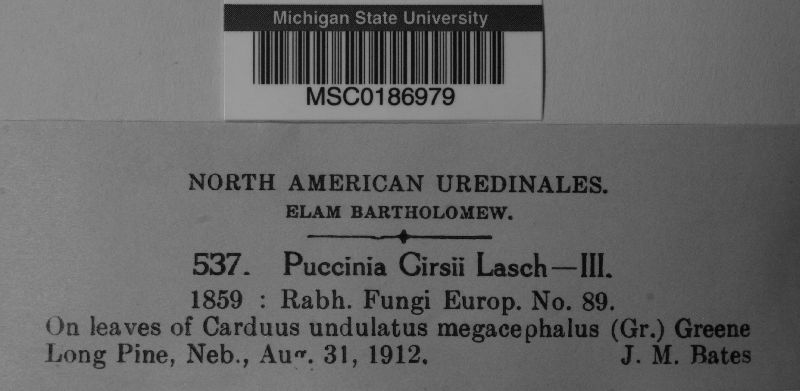 Michigan State University
MSC0186979
NORTH AMERICAN UREDINALES.
ELAM BARTHOLOMEW.
537. Puccinia Cirsii Lasch—III.
1859 : Rabh. Fungi Europ. No. 89.
On leaves of Carduus undulatus megacephalus (Gr.) Greene
Long Pine, Neb., Aug. 31, 1912. J. M. Bates